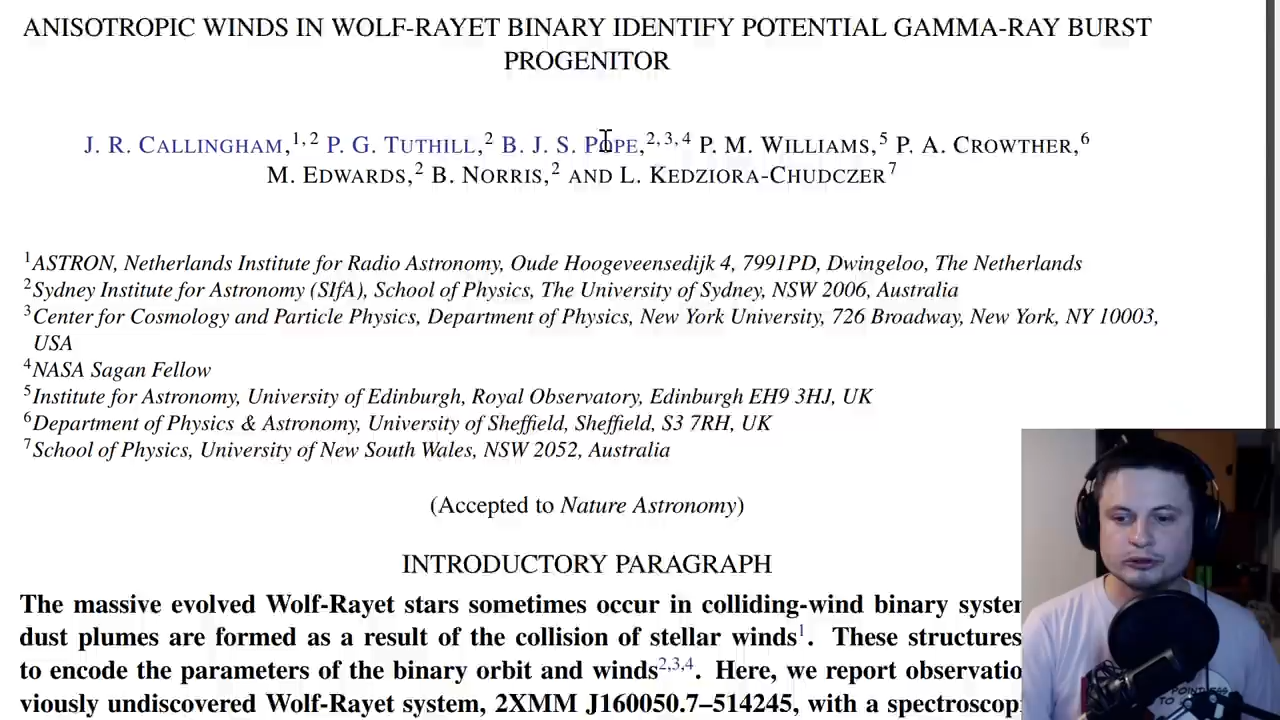 ANISOTROPIC WINDS IN WOLF-RAYET BINARY IDENTIFY POTENTIAL GAMMA-RAY BURST
PROGENITOR
J. R. CALLINGHAM,1,2 P. G. TUTHILL,2 B. J. S. POPE,2,3,4 P. M. WILLIAMS,5 P. A. CROWTHER,6
M. EDWARDS,2 B. NORRIS,2 AND L. KEDZIORA-CHUDCZER7
1ASTRON, Netherlands Institute for Radio Astronomy, Oude Hoogeveensedijk 4, 7991PD, Dwingeloo, The Netherlands
2Sydney Institute for Astronomy (SIfA), School of Physics, The University of Sydney, NSW 2006, Australia
3Center for Cosmology and Particle Physics, Department of Physics, New York University, 726 Broadway, New York, NY 10003,
USA
4NASA Sagan Fellow
5Institute for Astronomy, University of Edinburgh, Royal Observatory, Edinburgh EH9 3HJ, UK
6Department of Physics & Astronomy, University of Sheffield, Sheffield, S3 7RH, UK
7School of Physics, University of New South Wales, NSW 2052, Australia
(Accepted to Nature Astronomy)
INTRODUCTORY PARAGRAPH
The massive evolved Wolf-Rayet stars sometimes occur in colliding-wind binary system
dust plumes are formed as a result of the collision of stellar winds1. These structures
to encode the parameters of the binary orbit and winds2,3,4. Here, we report observatio
viously undiscovered Wolf-Rayet system, 2XMM J160050.7–514245, with a spectroscop
POINTLESS
TO